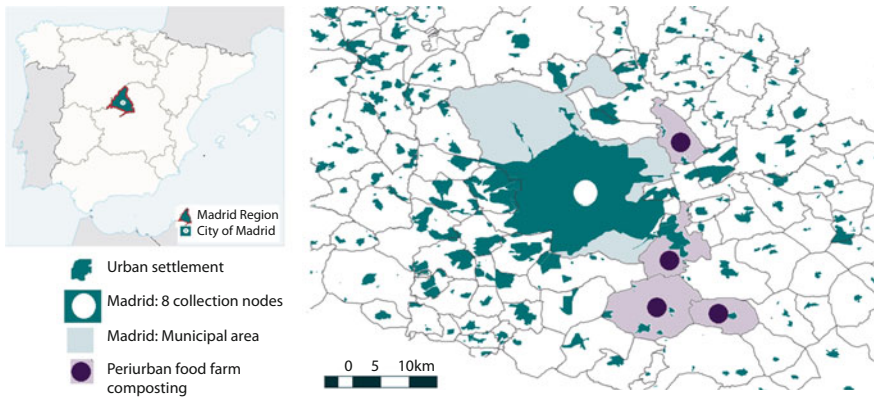 Madrid Region
City of Madrid
Urban settlement
Madrid: 8 collection nodes
Madrid: Municipal area
Periurban food farm
composting
0 5 10km